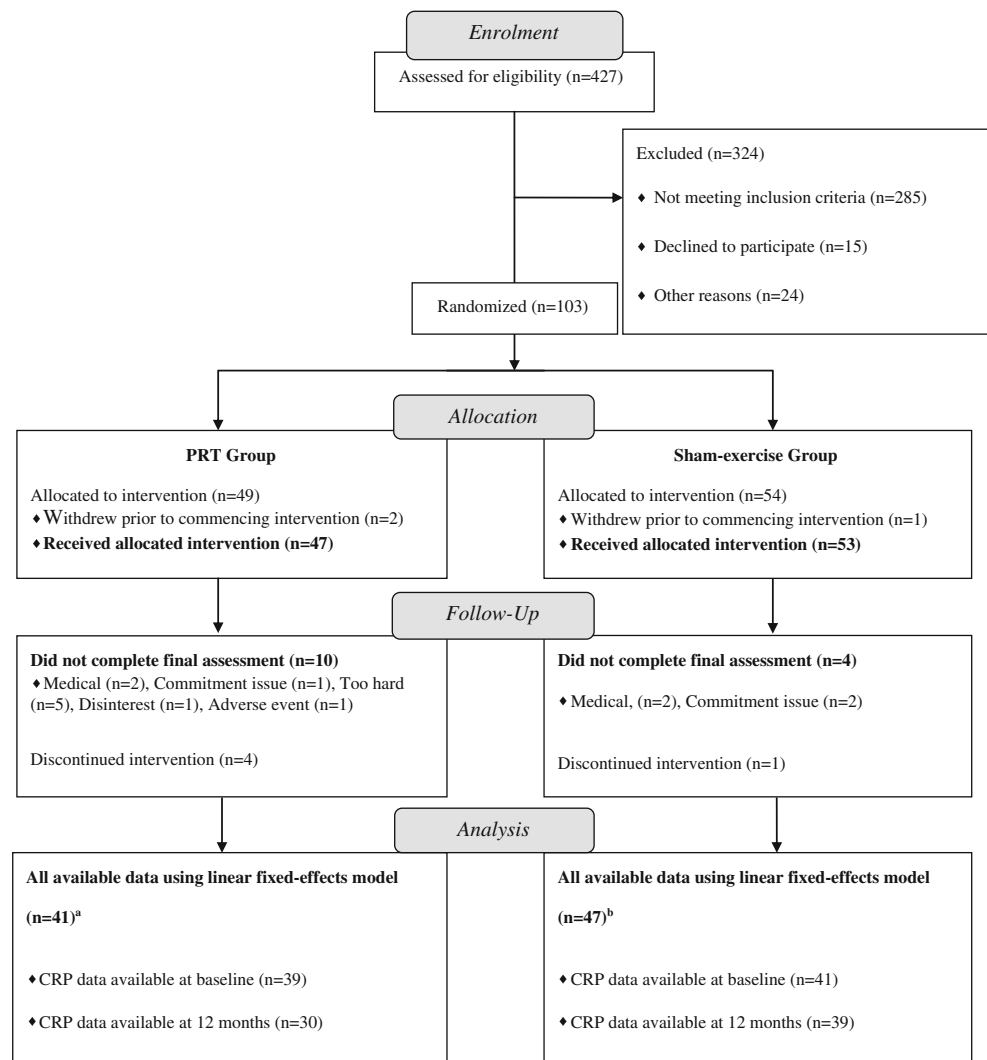 Enrolment
Assessed for eligibility (n=427)
Excluded (n=324)
♦ Not meeting inclusion criteria (n=285)
♦ Declined to participate (n=15)
♦ Other reasons (n=24)
Randomized (n=103)
Allocation
PRT Group
Allocated to intervention (n=49)
♦Withdrew prior to commencing intervention (n=2)
♦Received allocated intervention (n=47)
Sham-exercise Group
Allocated to intervention (n=54)
♦Withdrew prior to commencing intervention (n=1)
♦Received allocated intervention (n=53)
Follow-Up
Did not complete final assessment (n=10)
♦Medical (n=2), Commitment issue (n=1), Too hard
(n=5), Disinterest (n=1), Adverse event (n=1)
Discontinued intervention (n=4)
Did not complete final assessment (n=4)
♦Medical, (n=2), Commitment issue (n=2)
Discontinued intervention (n=1)
Analysis
All available data using linear fixed-effects model
(n=41)ᵃ
♦CRP data available at baseline (n=39)
♦CRP data available at 12 months (n=30)
All available data using linear fixed-effects model
(n=47)ᵇ
♦CRP data available at baseline (n=41)
♦CRP data available at 12 months (n=39)